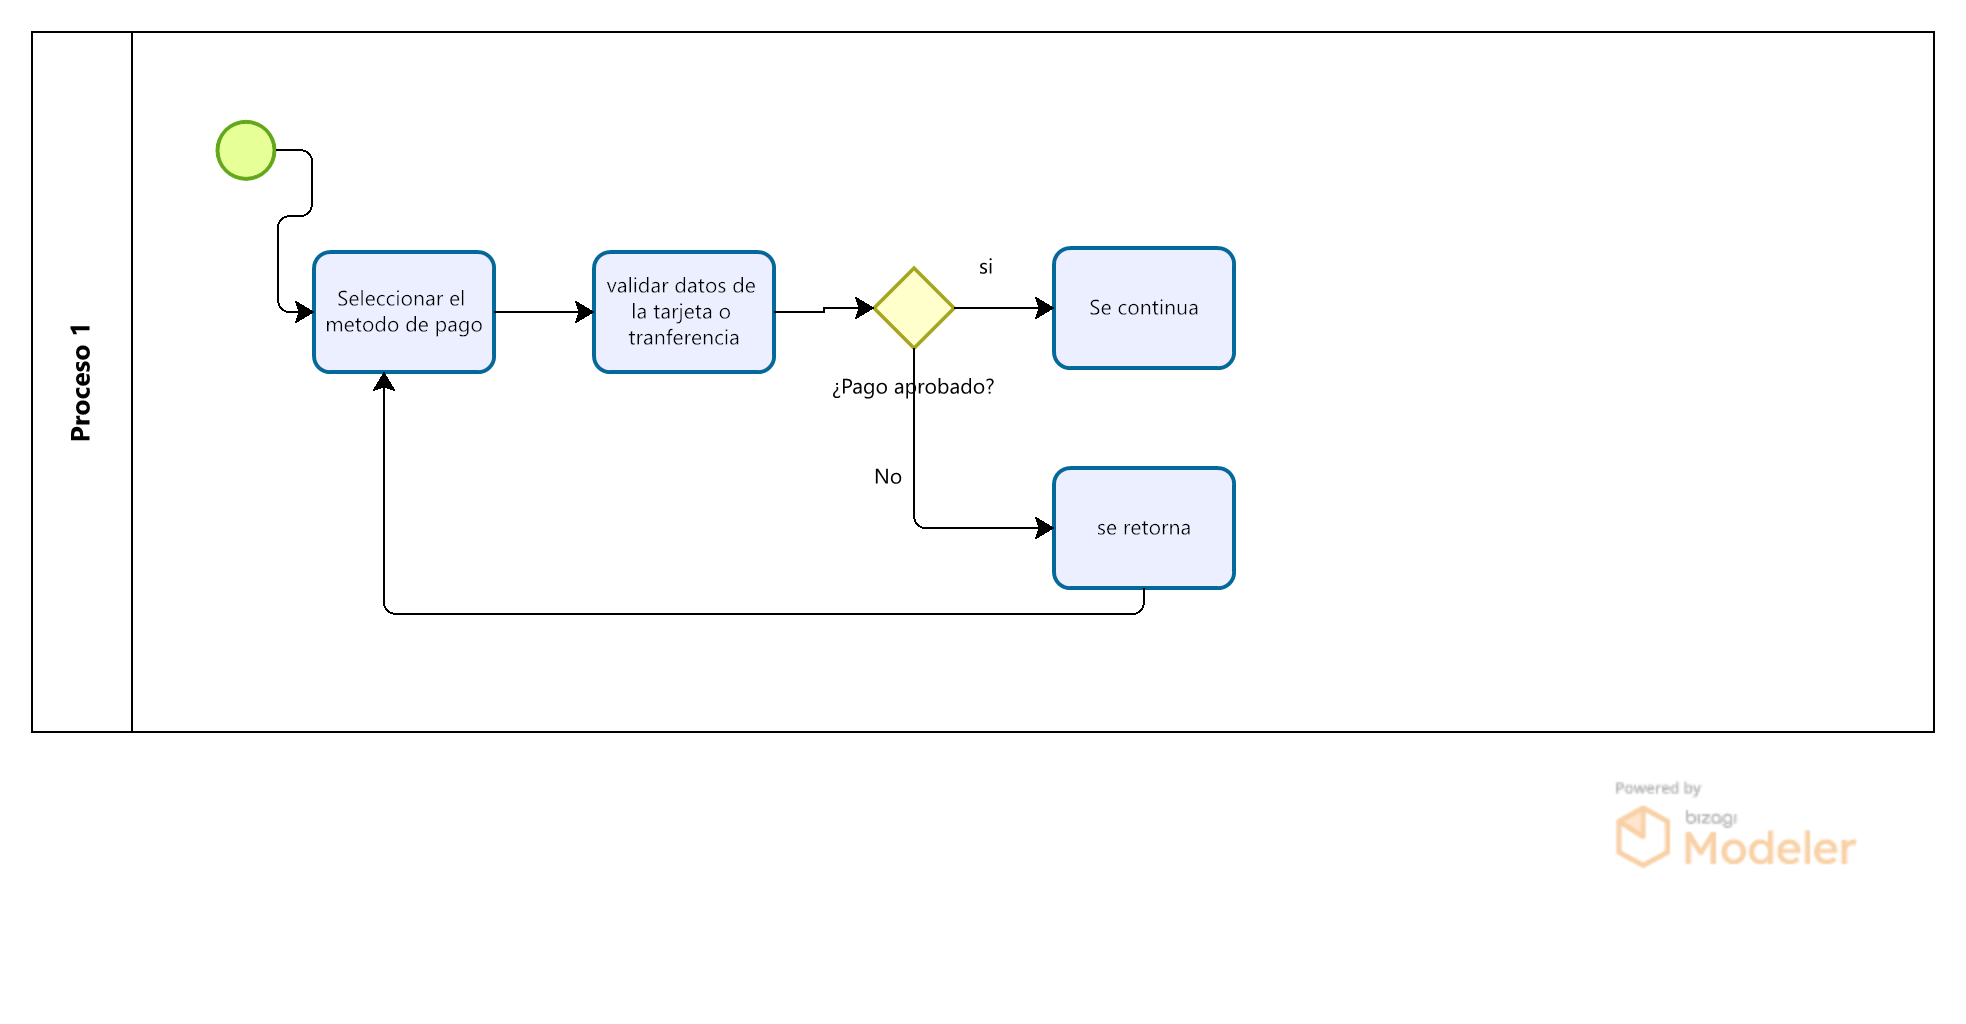 Proceso 1
Seleccionar el
metodo de pago
validar datos de
la tarjeta o
tranferencia
¿Pago aprobado?
si
Se continua
No
se retorna
Powered by
bizagi
Modeler